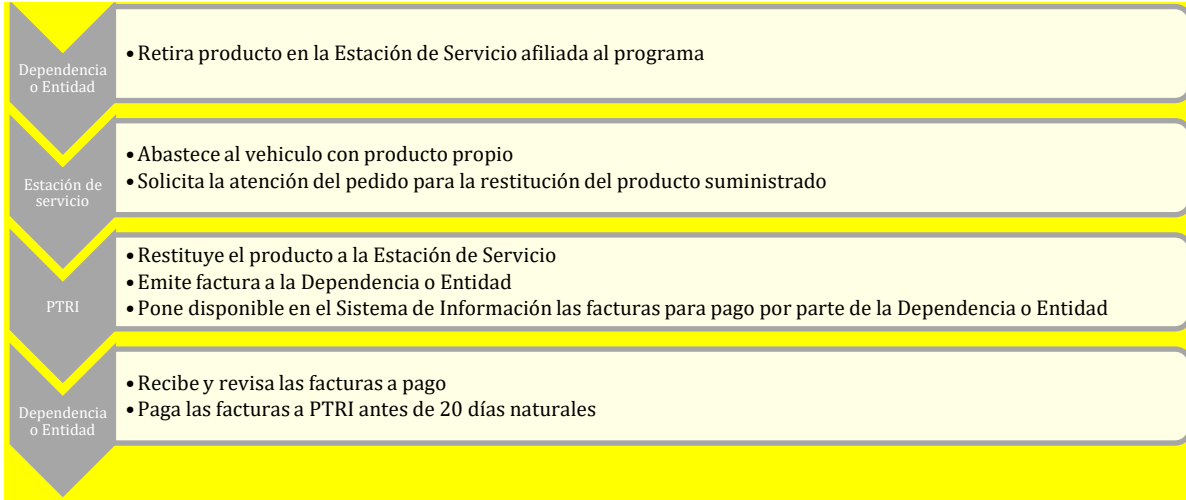 Dependencia
o Entidad
•Retira producto en la Estación de Servicio afiliada al programa
Estación de
servicio
•Abastece al vehiculo con producto propio
•Solicita la atención del pedido para la restitución del producto suministrado
PTRI
•Restituye el producto a la Estación de Servicio
•Emite factura a la Dependencia o Entidad
•Pone disponible en el Sistema de Información las facturas para pago por parte de la Dependencia o Entidad
Dependencia
o Entidad
•Recibe y revisa las facturas a pago
•Paga las facturas a PTRI antes de 20 días naturales